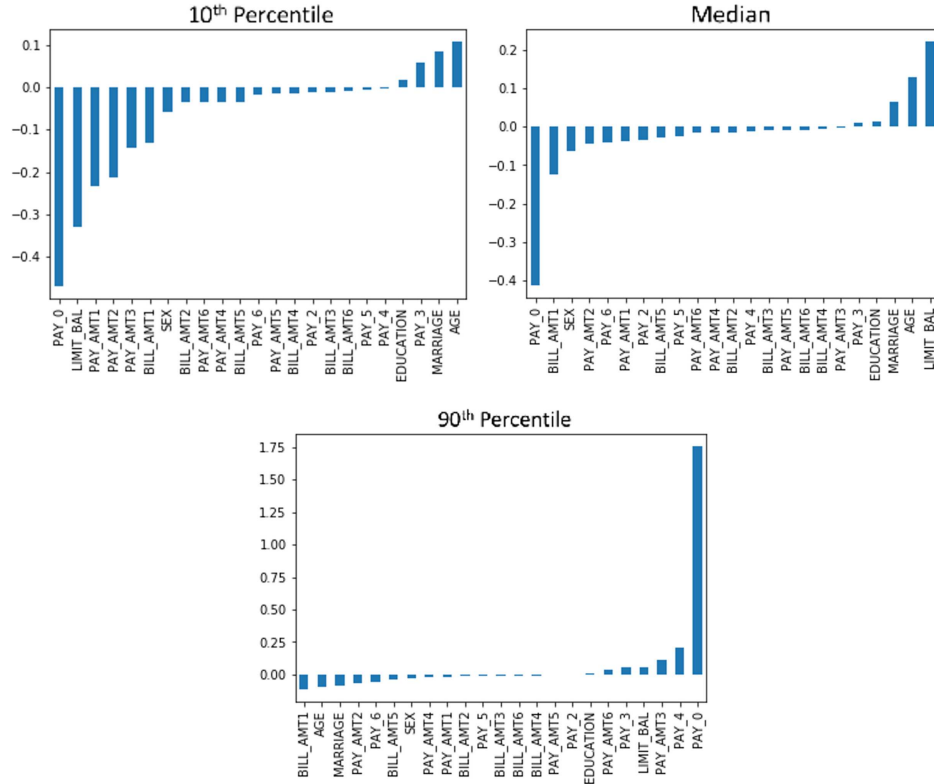 10th Percentile
0.1
0.0
−0.1
−0.2
−0.3
−0.4
PAY_0
LIMIT_BAL
PAY_AMT1
PAY_AMT2
PAY_AMT3
BILL_AMT1
SEX
BILL_AMT2
PAY_AMT6
PAY_AMT4
BILL_AMT5
PAY_6
PAY_AMT5
BILL_AMT4
PAY_2
BILL_AMT3
BILL_AMT6
PAY_5
PAY_4
EDUCATION
PAY_3
MARRIAGE
AGE
Median
0.2
0.1
0.0
−0.1
−0.2
−0.3
−0.4
PAY_0
BILL_AMT1
SEX
PAY_AMT2
PAY_6
PAY_AMT1
PAY_2
BILL_AMT5
PAY_5
PAY_AMT6
PAY_AMT4
BILL_AMT2
PAY_4
BILL_AMT3
PAY_AMT5
BILL_AMT6
BILL_AMT4
PAY_AMT3
PAY_3
EDUCATION
MARRIAGE
AGE
LIMIT_BAL
90th Percentile
1.75
1.50
1.25
1.00
0.75
0.50
0.25
0.00
BILL_AMT1
AGE
MARRIAGE
PAY_AMT2
PAY_6
BILL_AMT5
SEX
PAY_AMT4
PAY_AMT1
BILL_AMT2
PAY_5
BILL_AMT3
BILL_AMT6
BILL_AMT4
PAY_AMT5
PAY_2
EDUCATION
PAY_AMT6
PAY_3
LIMIT_BAL
PAY_AMT3
PAY_4
PAY_0